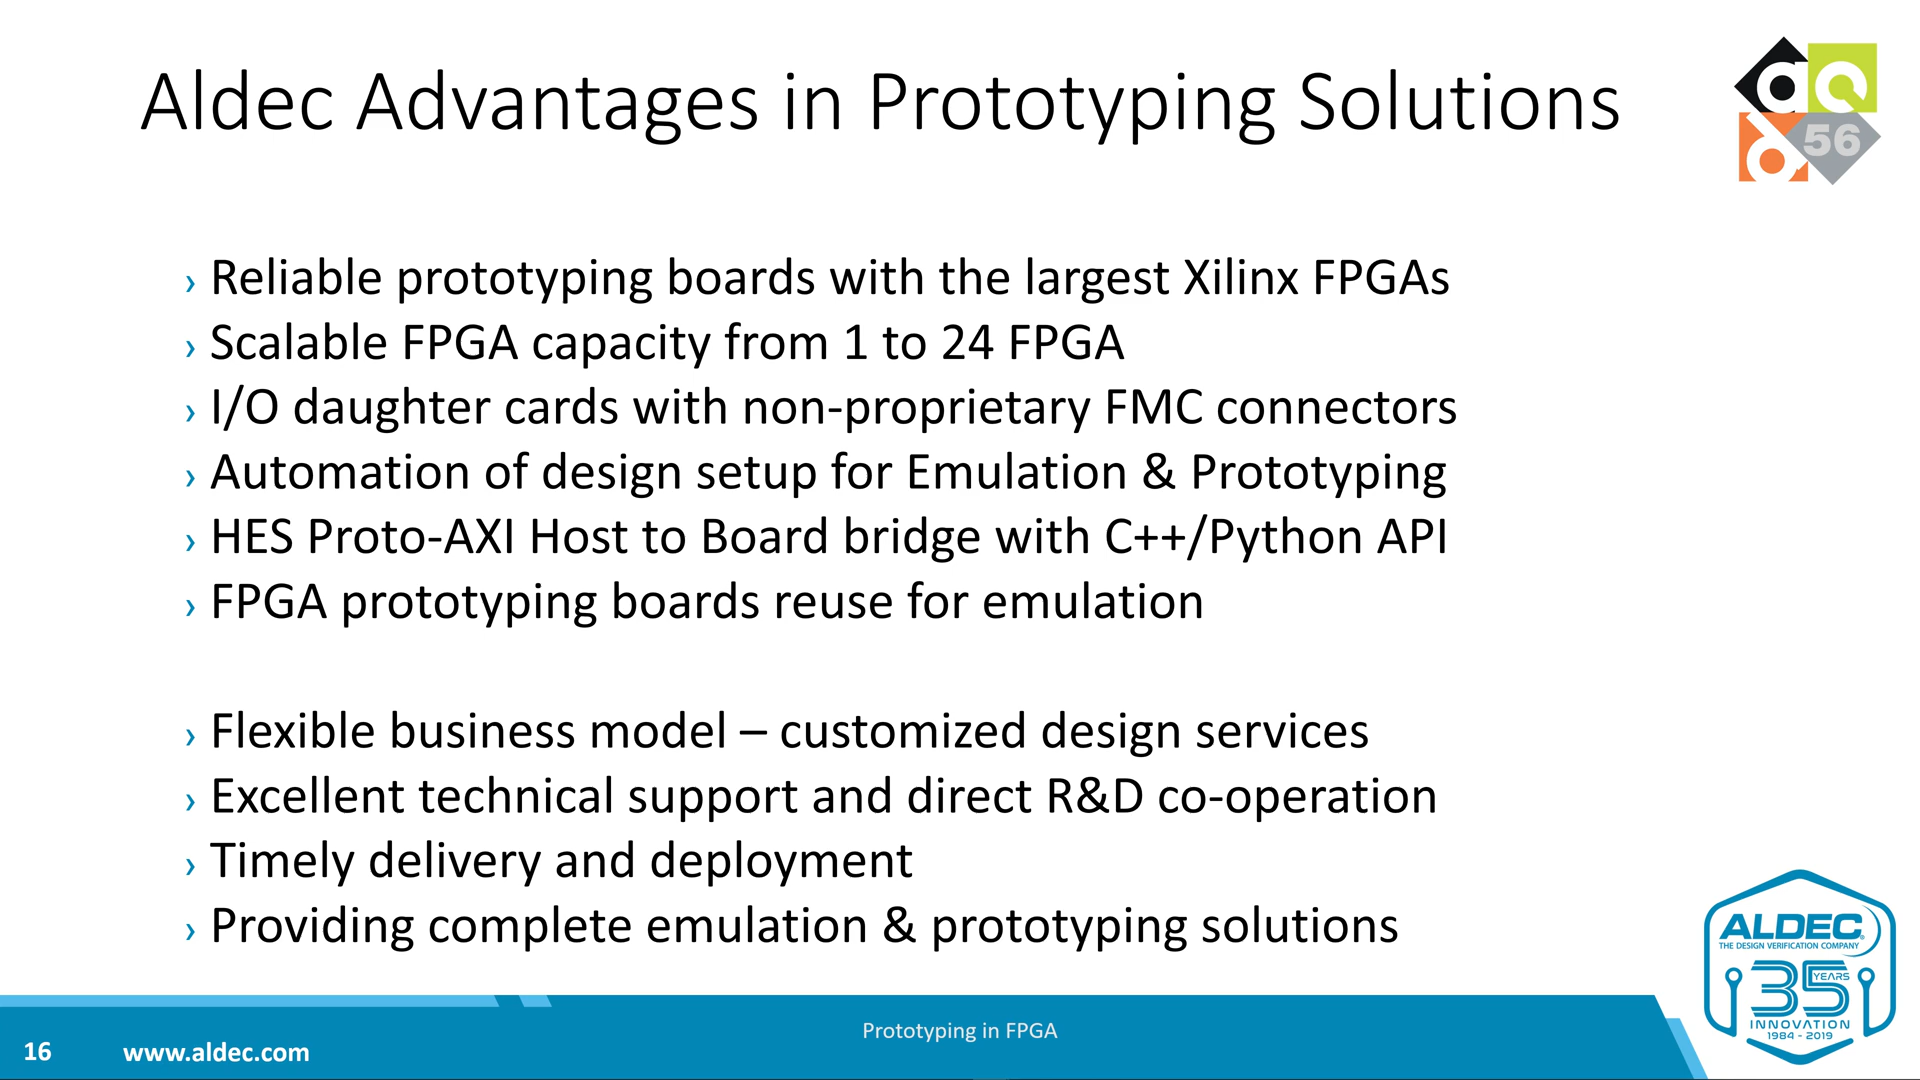 Aldec Advantages in Prototyping Solutions
56
› Reliable prototyping boards with the largest Xilinx FPGAs
› Scalable FPGA capacity from 1 to 24 FPGA
› I/O daughter cards with non-proprietary FMC connectors
› Automation of design setup for Emulation & Prototyping
› HES Proto-AXI Host to Board bridge with C++/Python API
› FPGA prototyping boards reuse for emulation
› Flexible business model – customized design services
› Excellent technical support and direct R&D co-operation
› Timely delivery and deployment
› Providing complete emulation & prototyping solutions
ALDEC®
THE DESIGN VERIFICATION COMPANY
35 YEARS
INNOVATION
1984 - 2019
Prototyping in FPGA
16
www.aldec.com